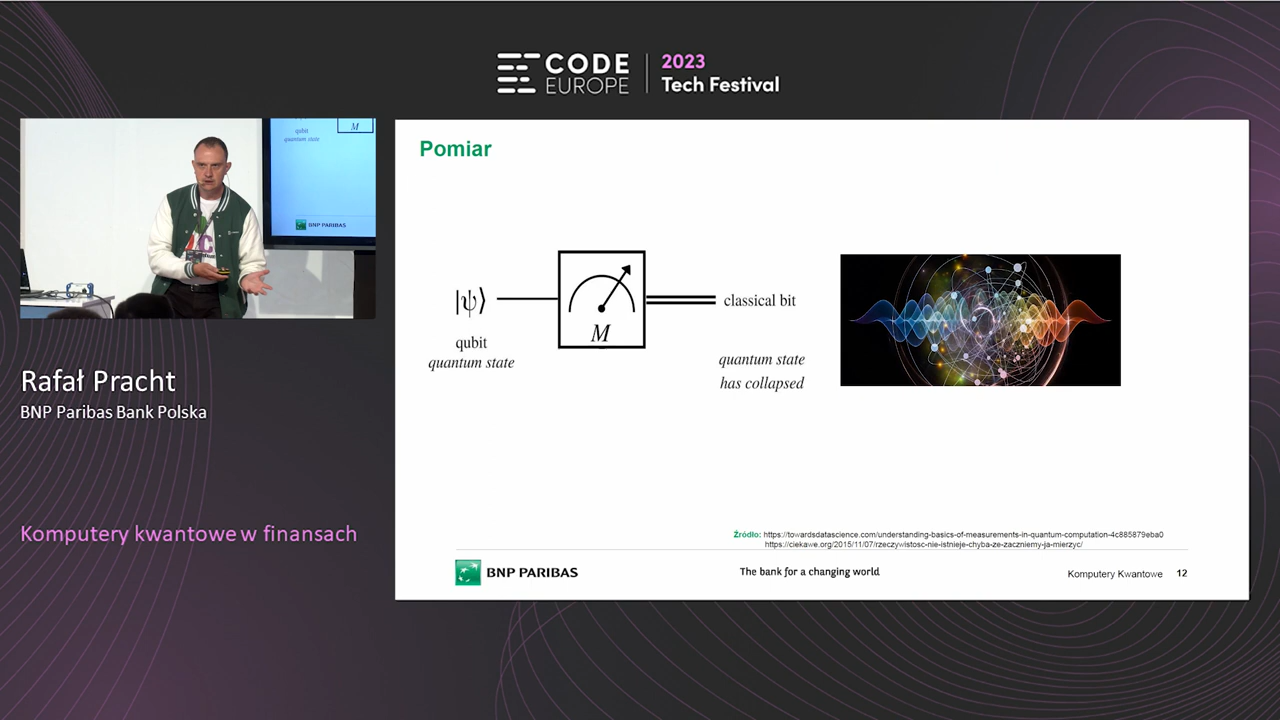 CODE
EUROPE
2023
Tech Festival
qubit
quantum state
M
BNP PARIBAS
Rafał Pracht
BNP Paribas Bank Polska
Komputery kwantowe w finansach
Pomiar
|ψ⟩
qubit
quantum state
M
classical bit
quantum state
has collapsed
Źródło: https://towardsdatascience.com/understanding-basics-of-measurements-in-quantum-computation-4c885879eba0
https://ciekawe.org/2015/11/07/rzeczywistosc-nie-istnieje-chyba-ze-zaczniemy-ja-mierzyc/
BNP PARIBAS
The bank for a changing world
Komputery Kwantowe 12